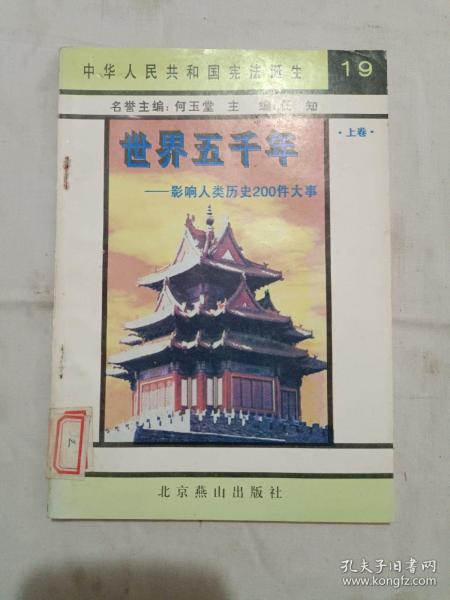 中华人民共和国宪法诞生 19
名誉主编：何玉堂 主 编：任 知
·上卷·
世界五千年
——影响人类历史200件大事
北京燕山出版社
孔夫子旧书网
www.kongfz.com